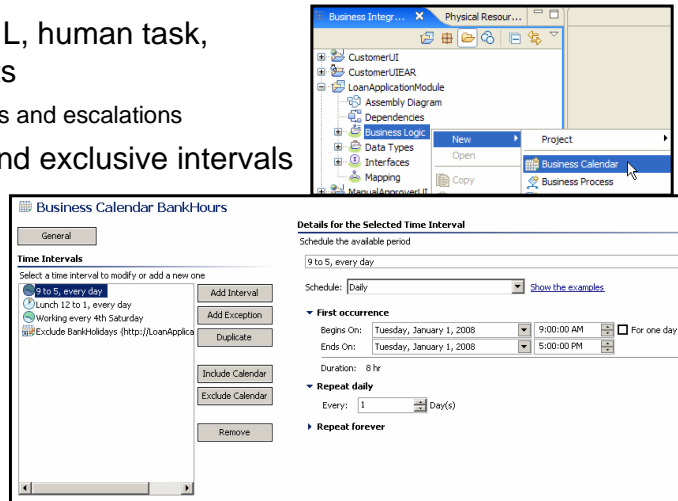 L, human task,
ts
s and escalations
nd exclusive intervals
Business Integr...
Physical Resour...
CustomerUI
CustomerUIEAR
LoanApplicationModule
Assembly Diagram
Dependencies
Business Logic
Data Types
Interfaces
Mapping
ManualApproverUI
New
Open
Copy
Project
Business Calendar
Business Process
Business Calendar BankHours
General
Time Intervals
Select a time interval to modify or add a new one
9 to 5, every day
Lunch 12 to 1, every day
Working every 4th Saturday
Exclude BankHolidays {http://LoanApplica
Add Interval
Add Exception
Duplicate
Include Calendar
Exclude Calendar
Remove
Details for the Selected Time Interval
Schedule the available period
9 to 5, every day
Schedule: Daily
Show the examples
First occurrence
Begins On: Tuesday, January 1, 2008 9:00:00 AM For one day
Ends On: Tuesday, January 1, 2008 5:00:00 PM
Duration: 8 hr
Repeat daily
Every: 1 Day(s)
Repeat forever